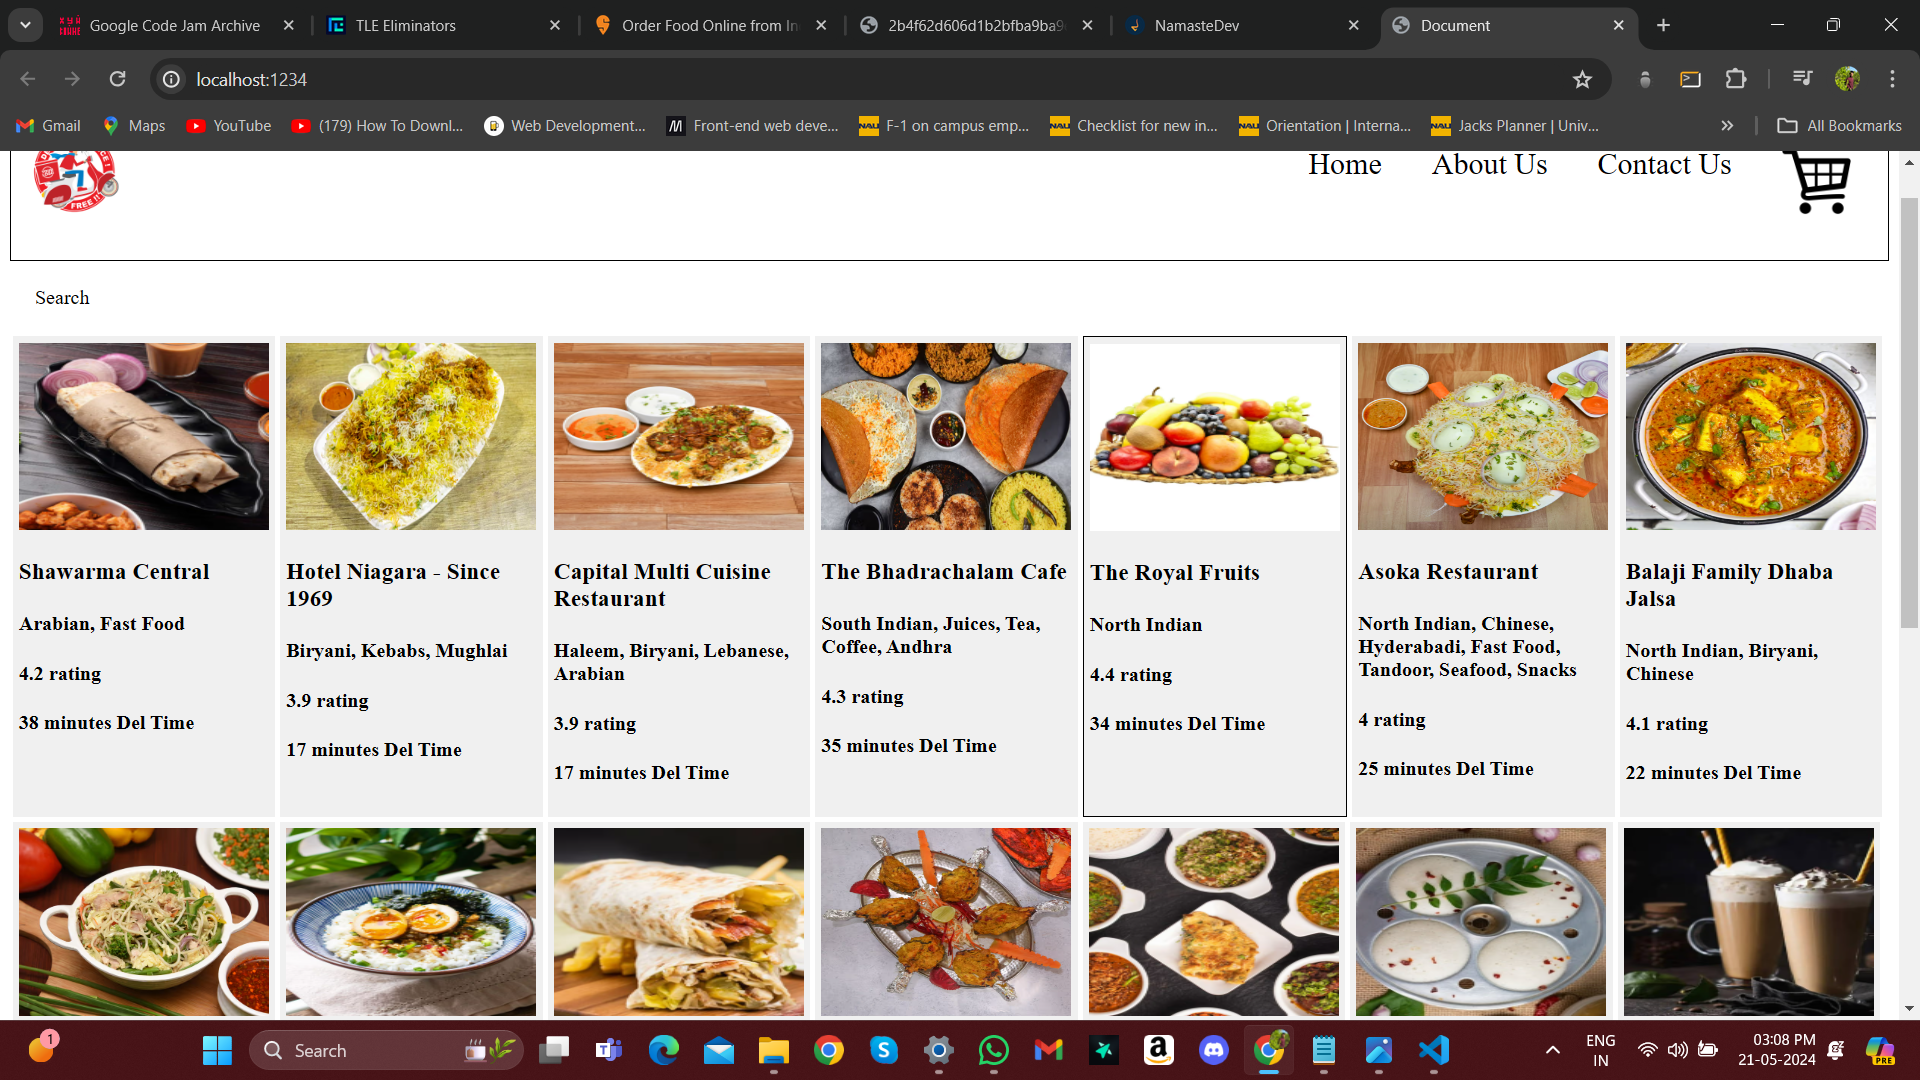 Google Code Jam Archive
TLE Eliminators
Order Food Online from In
2b4f62d606d1b2bfba9ba9
NamasteDev
Document
localhost:1234
Gmail
Maps
YouTube
(179) How To Downl...
Web Development...
Front-end web deve...
NAU F-1 on campus emp...
NAU Checklist for new in...
NAU Orientation | Interna...
NAU Jacks Planner | Univ...
All Bookmarks
FREE !!
Home
About Us
Contact Us
Search
Shawarma Central
Arabian, Fast Food
4.2 rating
38 minutes Del Time
Hotel Niagara - Since
1969
Biryani, Kebabs, Mughlai
3.9 rating
17 minutes Del Time
Capital Multi Cuisine
Restaurant
Haleem, Biryani, Lebanese,
Arabian
3.9 rating
17 minutes Del Time
The Bhadrachalam Cafe
South Indian, Juices, Tea,
Coffee, Andhra
4.3 rating
35 minutes Del Time
The Royal Fruits
North Indian
4.4 rating
34 minutes Del Time
Asoka Restaurant
North Indian, Chinese,
Hyderabadi, Fast Food,
Tandoor, Seafood, Snacks
4 rating
25 minutes Del Time
Balaji Family Dhaba
Jalsa
North Indian, Biryani,
Chinese
4.1 rating
22 minutes Del Time
1
Search
ENG
IN
03:08 PM
21-05-2024
PRE